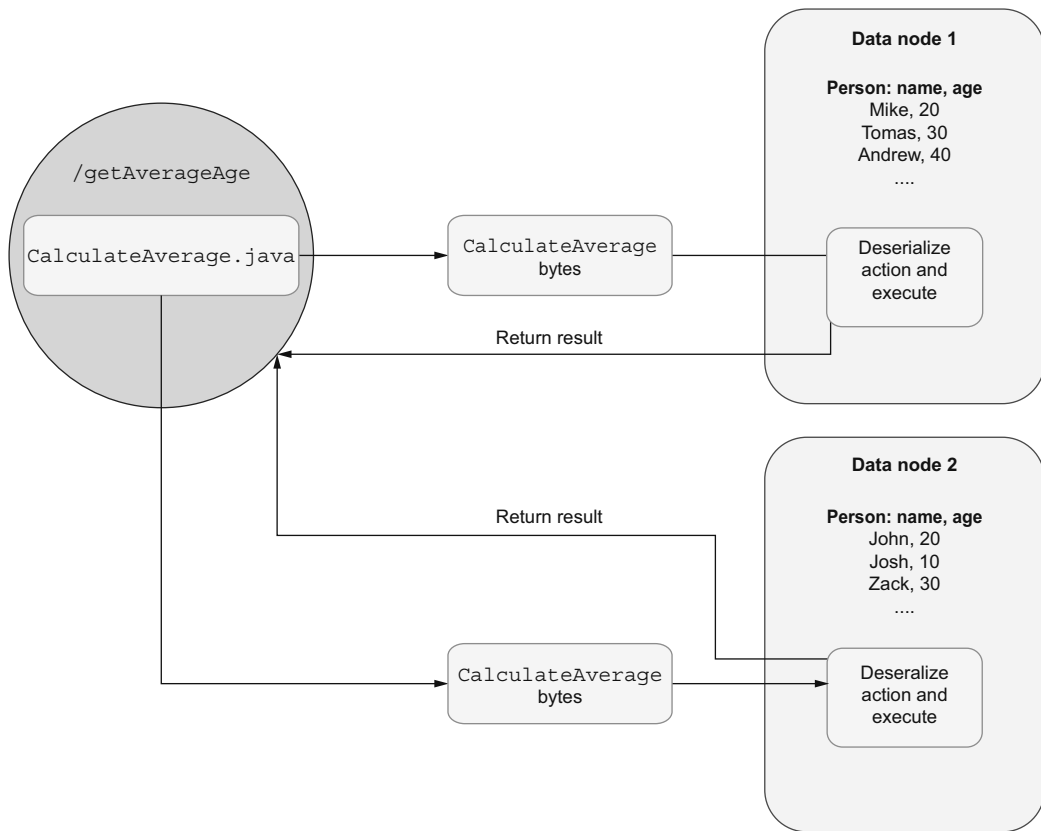 Data node 1
Person: name, age
Mike, 20
Tomas, 30
Andrew, 40
....
/getAverageAge
CalculateAverage.java
CalculateAverage
bytes
Deserialize
action and
execute
Return result
Data node 2
Person: name, age
John, 20
Josh, 10
Zack, 30
....
Return result
CalculateAverage
bytes
Deseralize
action and
execute